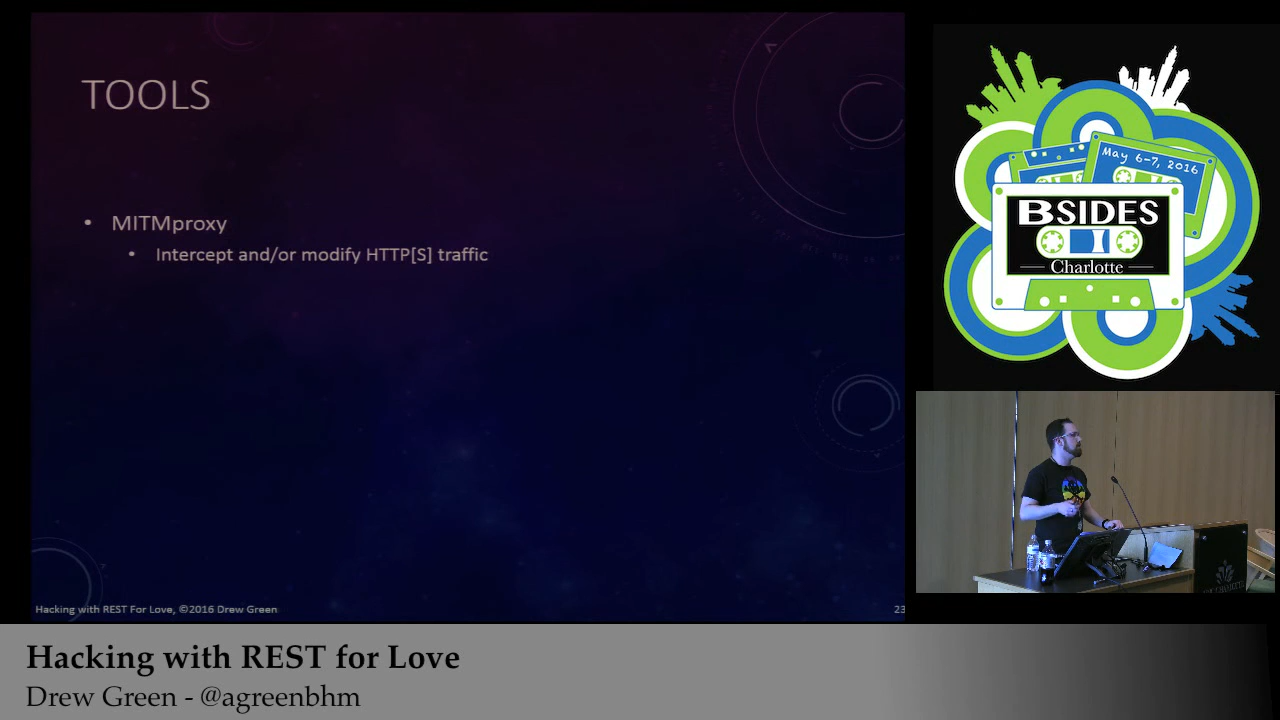 TOOLS
• MITMproxy
• Intercept and/or modify HTTP[S] traffic
Hacking with REST For Love, ©2016 Drew Green
23
May 6-7, 2016
BSIDES
Charlotte
Hacking with REST for Love
Drew Green - @agreenbhm